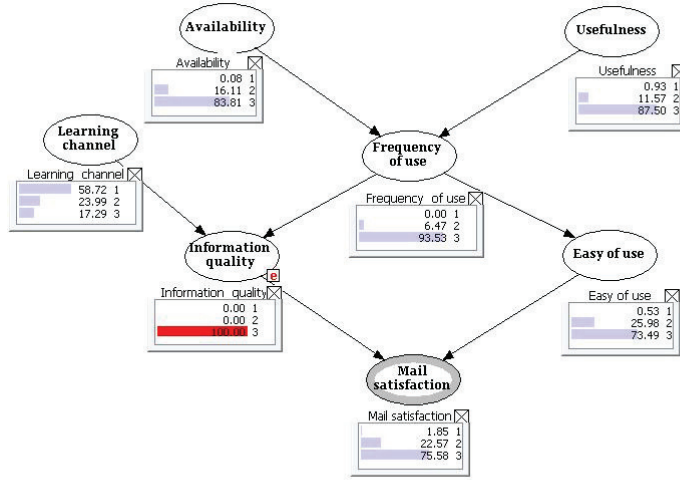 Availability
Usefulness
Availability
0.08 1
16.11 2
83.81 3
Usefulness
0.93 1
11.57 2
87.50 3
Learning
channel
Frequency
of use
Learning channel
58.72 1
23.99 2
17.29 3
Frequency of use
0.00 1
6.47 2
93.53 3
Information
quality
Easy of use
e
Information quality
0.00 1
0.00 2
100.00 3
Easy of use
0.53 1
25.98 2
73.49 3
Mail
satisfaction
Mail satisfaction
1.85 1
22.57 2
75.58 3